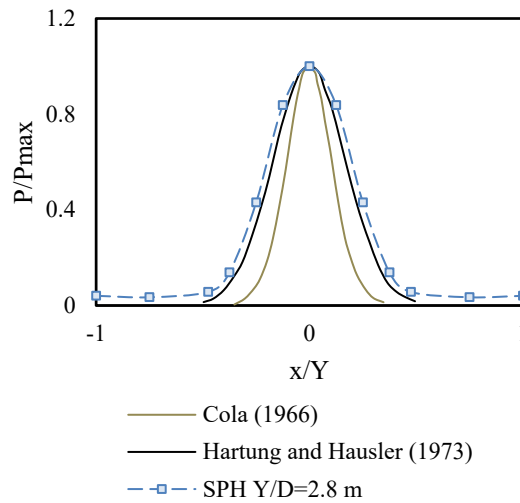 1.2
0.8
0.4
0
P/Pmax
-1
0
x/Y
Cola (1966)
Hartung and Hausler (1973)
SPH Y/D=2.8 m